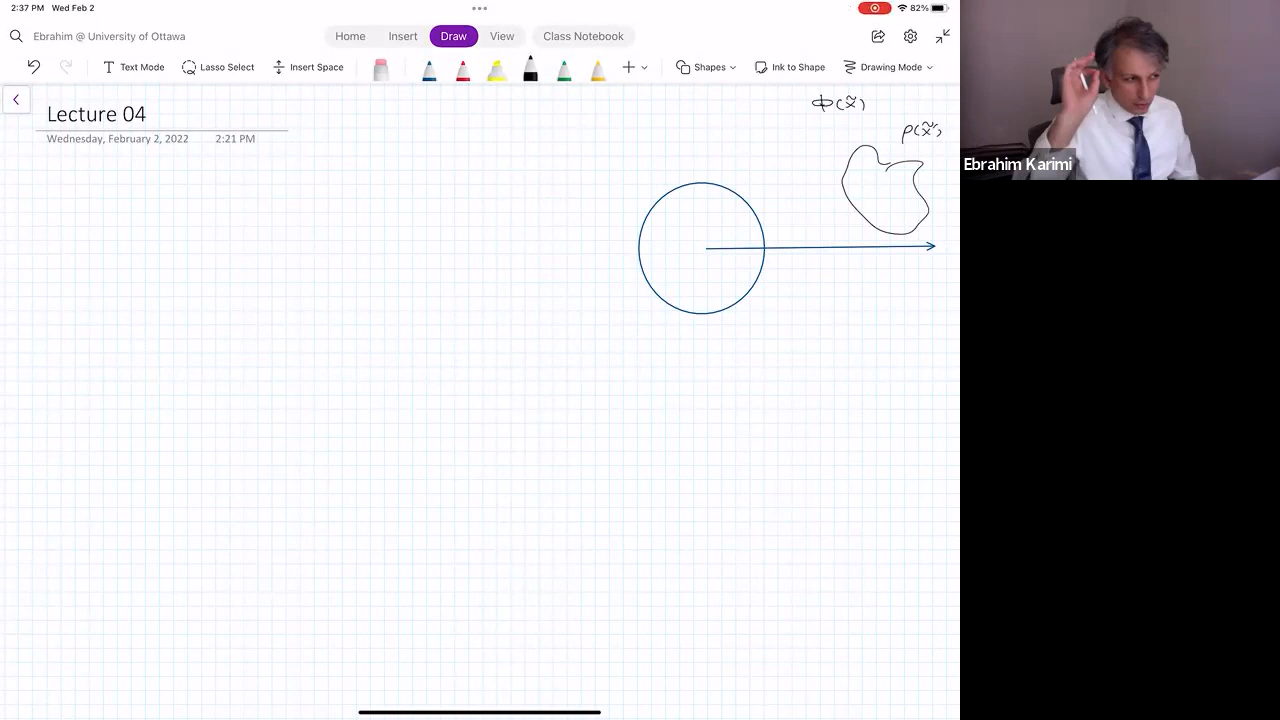 2:37 PM Wed Feb 2
82%
Ebrahim @ University of Ottawa
Home Insert Draw View Class Notebook
Text Mode Lasso Select Insert Space Shapes Ink to Shape Drawing Mode
Lecture 04
Wednesday, February 2, 2022 2:21 PM
Ebrahim Karimi